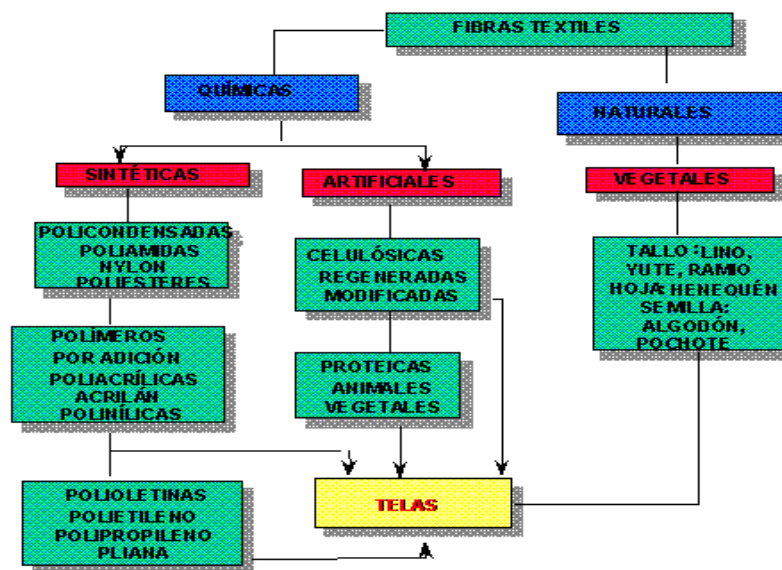 FIBRAS TEXTILES
QUÍMICAS
NATURALES
SINTÉTICAS
ARTIFICIALES
VEGETALES
POLICONDENSADAS
POLIAMIDAS
NYLON
POLIESTERES
CELULÓSICAS
REGENERADAS
MODIFICADAS
TALLO: LINO,
YUTE, RAMIO
HOJA: HENEQUÉN
SEMILLA:
ALGODÓN,
POCHOTE
POLÍMEROS
POR ADICIÓN
POLIACRÍLICAS
ACRILÁN
POLINÍLICAS
PROTEICAS
ANIMALES
VEGETALES
POLIOLETINAS
POLIETILENO
POLIPROPILENO
PLIANA
TELAS